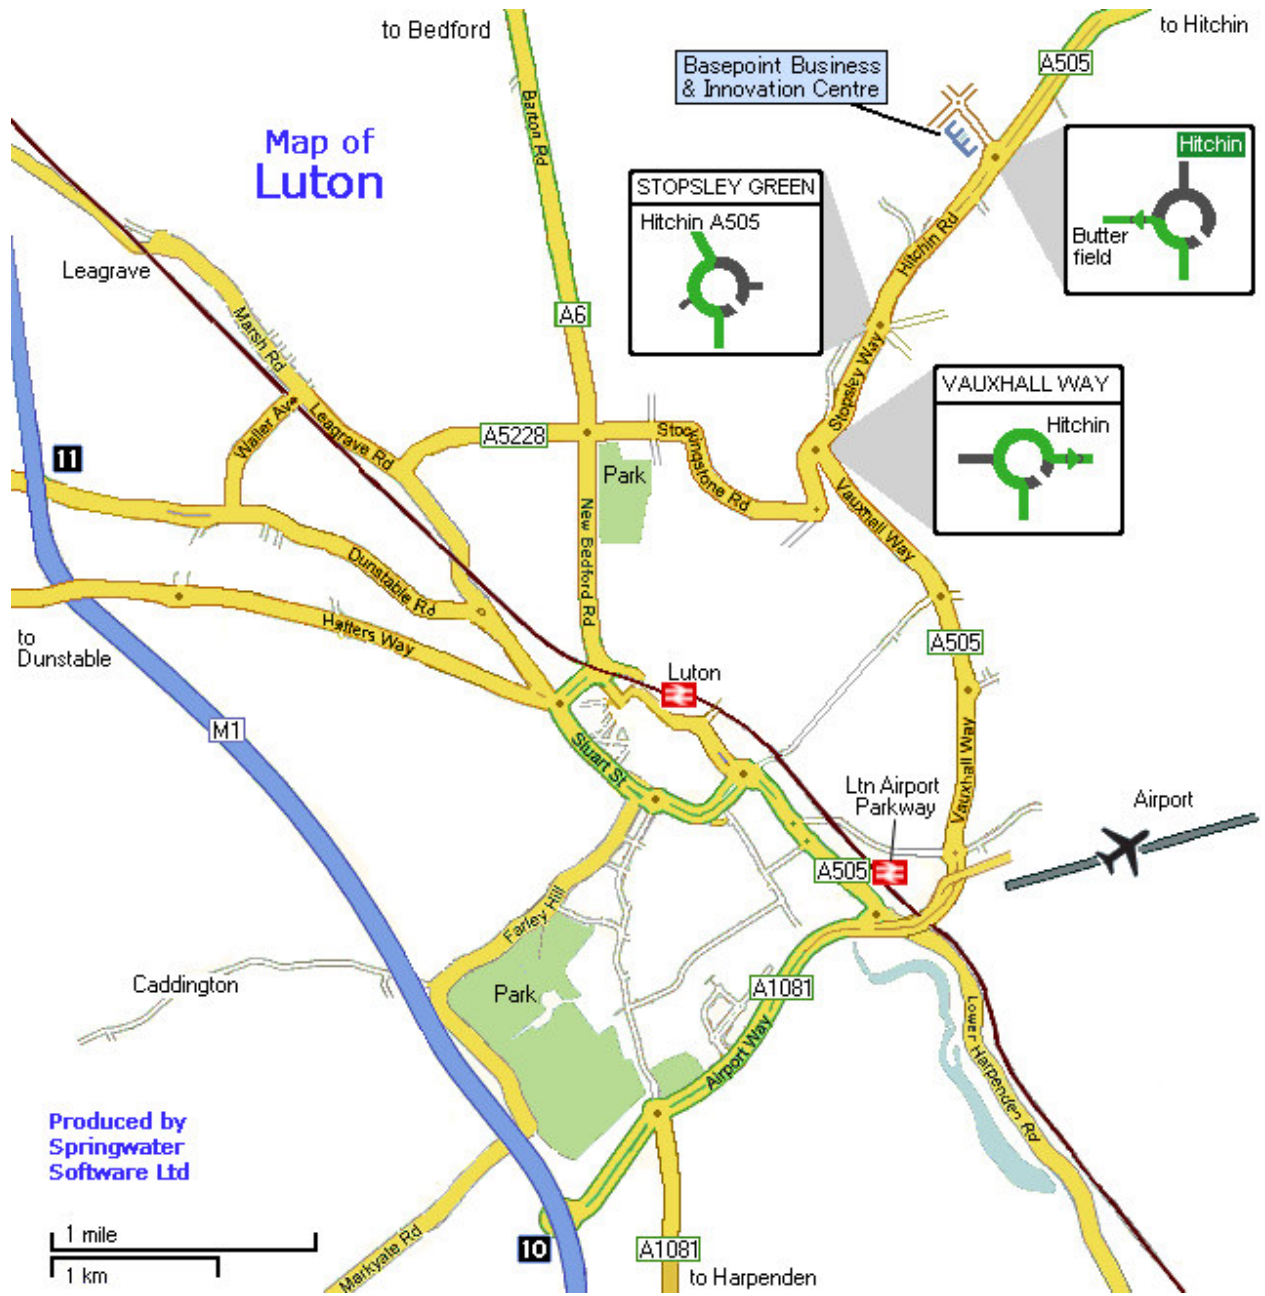 to Bedford
to Hitchin
A505
Basepoint Business
& Innovation Centre
Map of
Luton
Barton Rd
Hitchin
Butter
field
STOPSLEY GREEN
Hitchin A505
Hitchin Rd
Leagrave
A6
Marsh Rd
Stopsley Way
VAUXHALL WAY
Hitchin
Waller Ave
Leagrave Rd
A5228
Stockingstone Rd
11
Park
Vauxhall Way
New Bedford Rd
Dunstable Rd
Hatters Way
to
Dunstable
A505
Luton
M1
Stuart St
Vauxhall Way
Ltn Airport
Parkway
Airport
A505
Farley Hill
Caddington
Park
A1081
Airport Way
Lower Harpenden Rd
Produced by
Springwater
Software Ltd
1 mile
1 km
Markyale Rd
10
A1081
to Harpenden